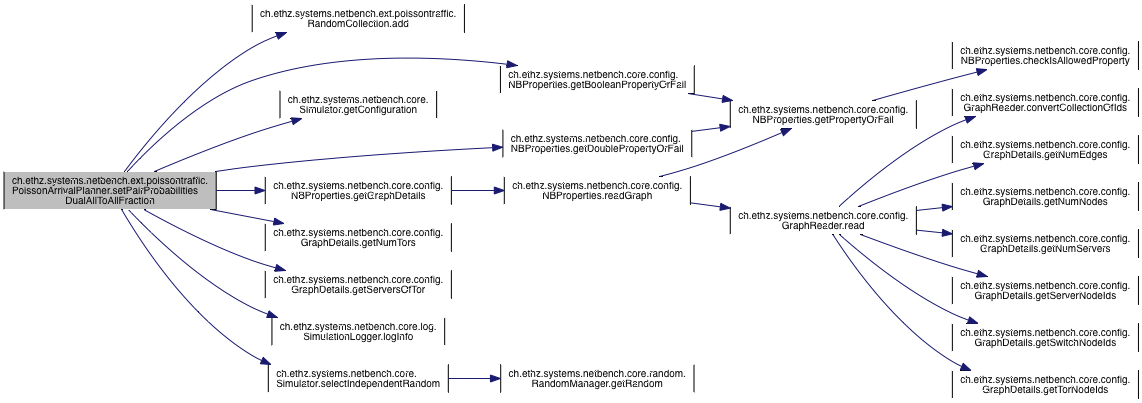 ch.ethz.systems.netbench.ext.poissontraffic.
PoissonArrivalPlanner.setPairProbabilities
DualAllToAllFraction
ch.ethz.systems.netbench.ext.poissontraffic.
RandomCollection.add
ch.ethz.systems.netbench.core.config.
NBProperties.getBooleanPropertyOrFail
ch.ethz.systems.netbench.core.
Simulator.getConfiguration
ch.ethz.systems.netbench.core.config.
NBProperties.getDoublePropertyOrFail
ch.ethz.systems.netbench.core.config.
NBProperties.getGraphDetails
ch.ethz.systems.netbench.core.config.
GraphDetails.getNumTors
ch.ethz.systems.netbench.core.config.
GraphDetails.getServersOfTor
ch.ethz.systems.netbench.core.log.
SimulationLogger.logInfo
ch.ethz.systems.netbench.core.
Simulator.selectIndependentRandom
ch.ethz.systems.netbench.core.config.
NBProperties.readGraph
ch.ethz.systems.netbench.core.random.
RandomManager.getRandom
ch.ethz.systems.netbench.core.config.
NBProperties.getPropertyOrFail
ch.ethz.systems.netbench.core.config.
GraphReader.read
ch.ethz.systems.netbench.core.config.
NBProperties.checkIsAllowedProperty
ch.ethz.systems.netbench.core.config.
GraphReader.convertCollectionOfIds
ch.ethz.systems.netbench.core.config.
GraphDetails.getNumEdges
ch.ethz.systems.netbench.core.config.
GraphDetails.getNumNodes
ch.ethz.systems.netbench.core.config.
GraphDetails.getNumServers
ch.ethz.systems.netbench.core.config.
GraphDetails.getServerNodeIds
ch.ethz.systems.netbench.core.config.
GraphDetails.getSwitchNodeIds
ch.ethz.systems.netbench.core.config.
GraphDetails.getTorNodeIds